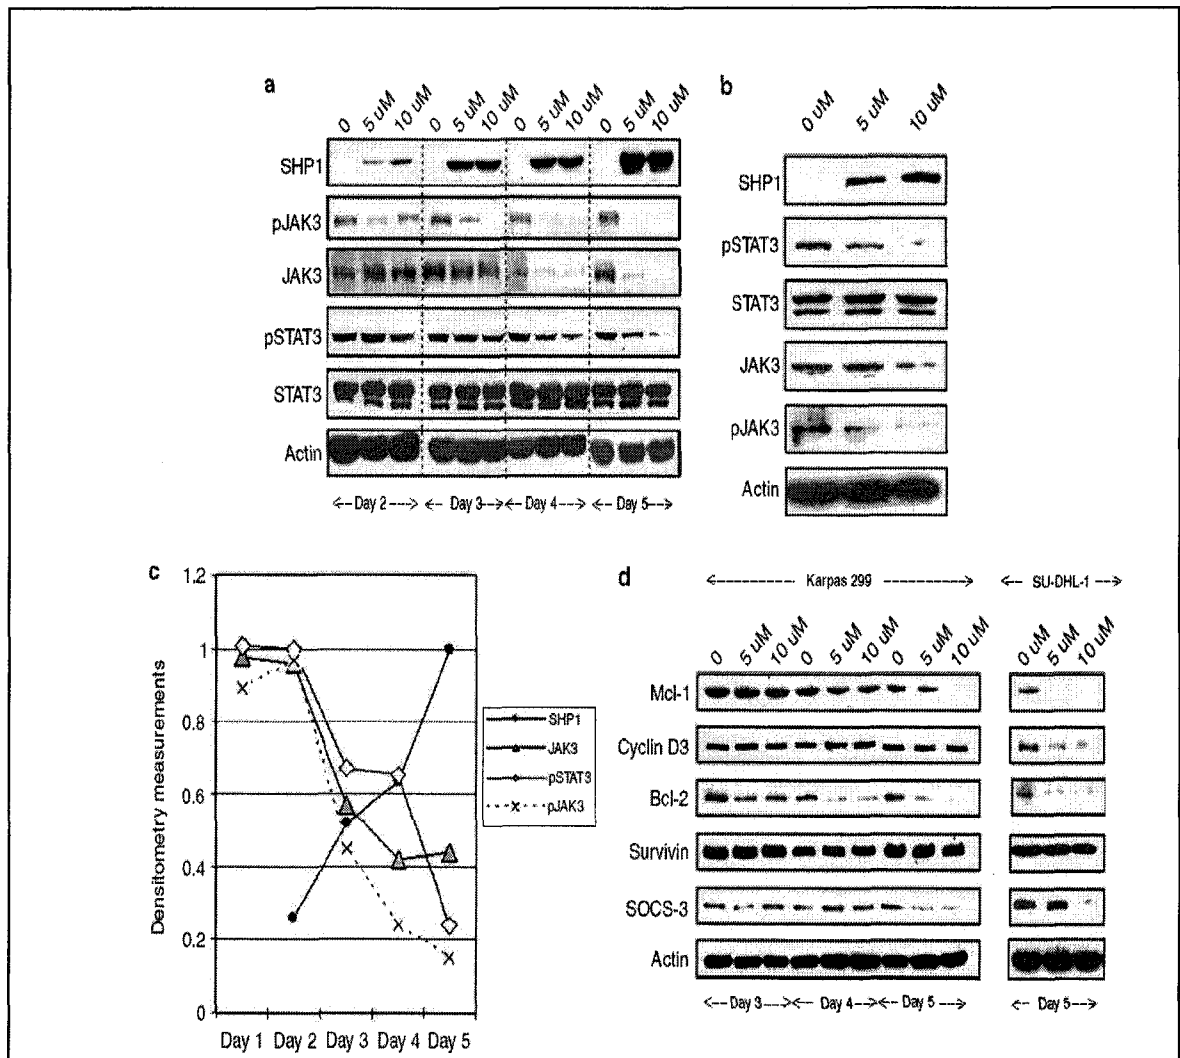 a
0 5 uM 10 uM 0 5 uM 10 uM 0 5 uM 10 uM 0 5 uM 10 uM
SHP1
pJAK3
JAK3
pSTAT3
STAT3
Actin
<--Day 2---> <--Day 3--> <--Day 4--> <--Day 5-->
b
0 uM 5 uM 10 uM
SHP1
pSTAT3
STAT3
JAK3
pJAK3
Actin
c
1.2
1
0.8
0.6
0.4
0.2
0
Densitometry measurements
Day 1 Day 2 Day 3 Day 4 Day 5
SHP1
JAK3
pSTAT3
pJAK3
d
Karpas 299
SU-DHL-1
0 5 uM 10 uM 0 5 uM 10 uM 0 5 uM 10 uM
0 uM 5 uM 10 uM
Mcl-1
Cyclin D3
Bcl-2
Survivin
SOCS-3
Actin
<--Day 3---> <--Day 4--> <--Day 5--->
<--Day 5-->